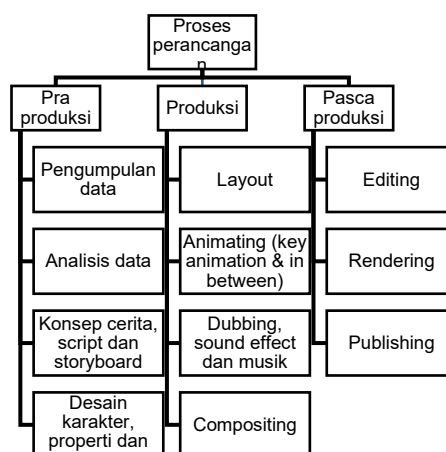 Proses
perancanga
n
Pra
produksi
Produksi
Pasca
produksi
Pengumpulan
data
Layout
Editing
Analisis data
Animating (key
animation & in
between)
Rendering
Konsep cerita,
script dan
storyboard
Dubbing,
sound effect
dan musik
Publishing
Desain
karakter,
properti dan
Compositing